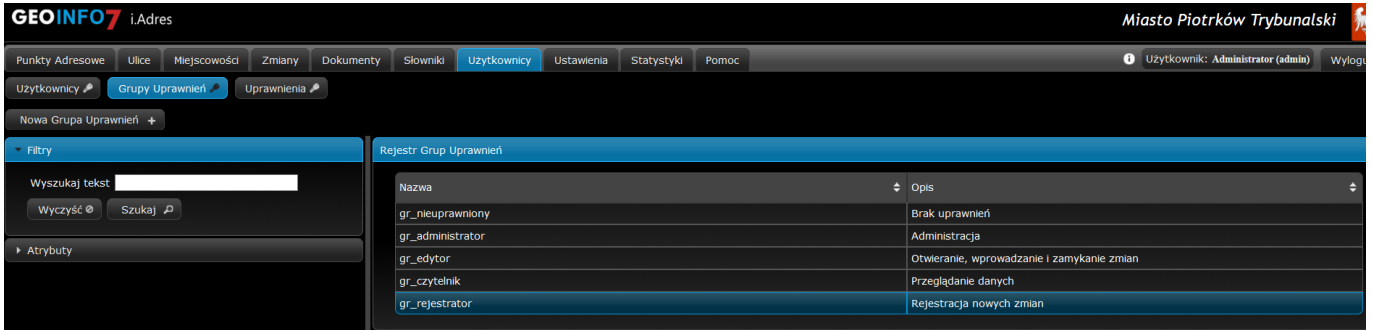 GEOINFO7 i.Adres Miasto Piotrków Trybunalski
Punkty Adresowe Ulice Miejscowości Zmiany Dokumenty Słowniki Użytkownicy Ustawienia Statystyki Pomoc Użytkownik: Administrator (admin) Wylogu
Użytkownicy Grupy Uprawnień Uprawnienia
Nowa Grupa Uprawnień +
Filtry
Wyszukaj tekst
Wyczyść Szukaj
Atrybuty
Rejestr Grup Uprawnień
Nazwa Opis
gr_nieuprawniony Brak uprawnień
gr_administrator Administracja
gr_edytor Otwieranie, wprowadzanie i zamykanie zmian
gr_czytelnik Przeglądanie danych
gr_rejestrator Rejestracja nowych zmian